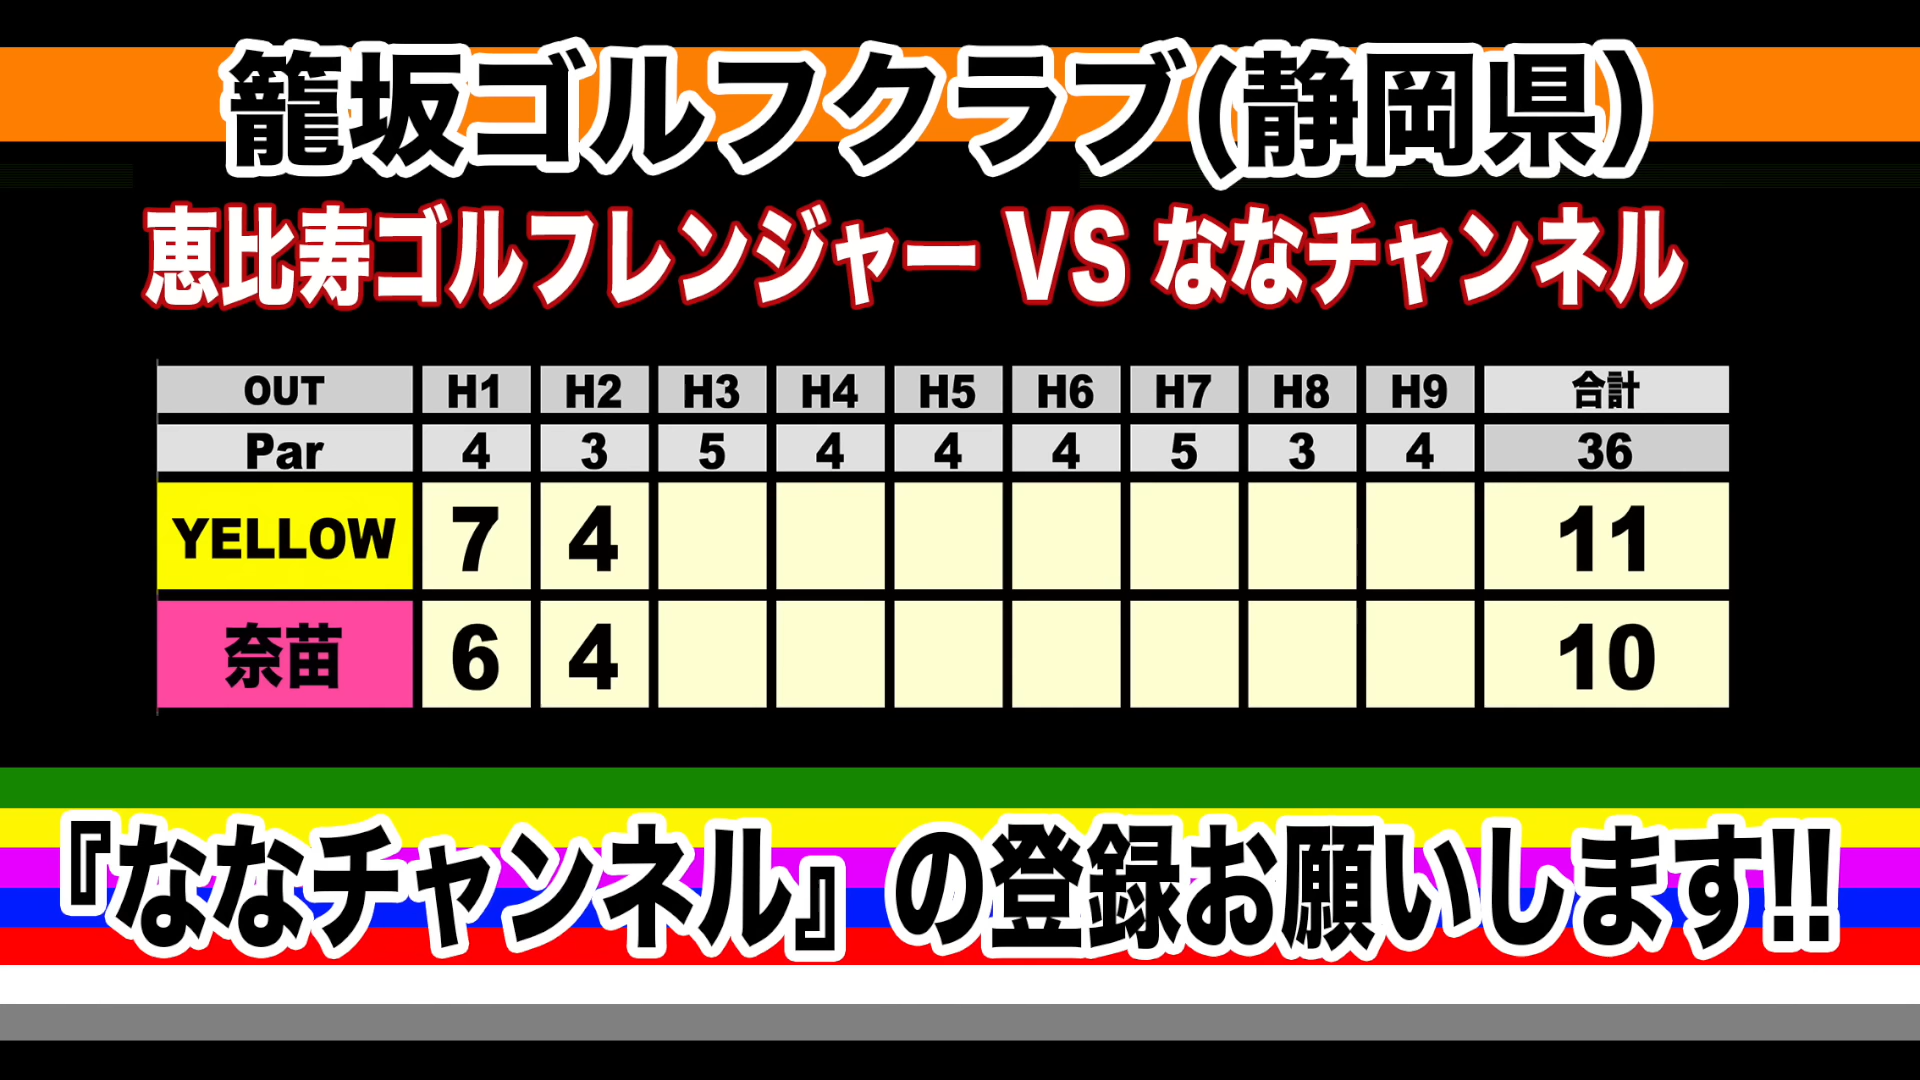 籠坂ゴルフクラブ(静岡県)
恵比寿ゴルフレンジャー VS ななチャンネル
OUT H1 H2 H3 H4 H5 H6 H7 H8 H9 合計
Par 4 3 5 4 4 4 5 3 4 36
YELLOW 7 4 11
奈苗 6 4 10
『ななチャンネル』の登録お願いします!!